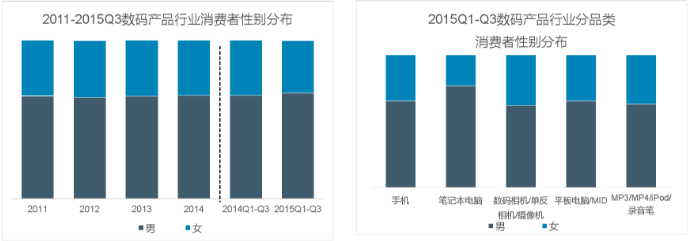 2011-2015Q3数码产品行业消费者性别分布
2011 2012 2013 2014 2014Q1-Q3 2015Q1-Q3
男 女
2015Q1-Q3数码产品行业分品类
消费者性别分布
手机 笔记本电脑 数码相机/单反 平板电脑/MID MP3/MP4/iPod/
相机/摄像机 录音笔
男 女